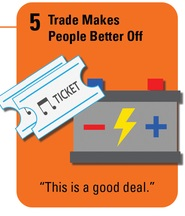 5 Trade Makes
People Better Off
TICKET
“This is a good deal.”